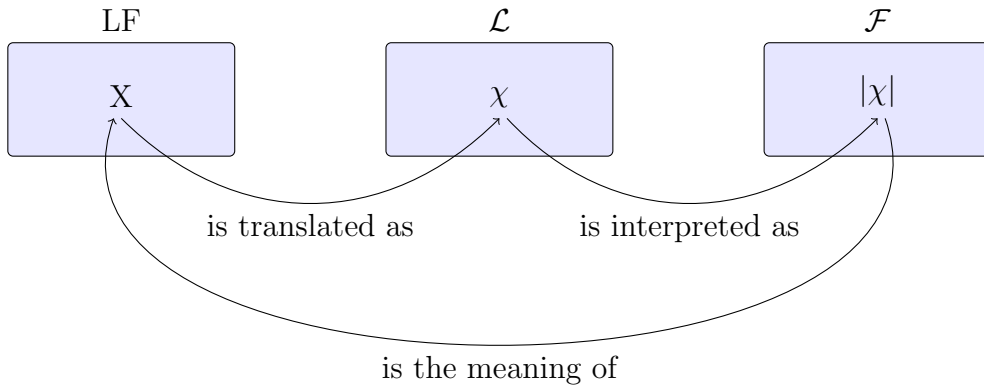 LF
ℒ
ℱ
X
χ
|χ|
is translated as
is interpreted as
is the meaning of